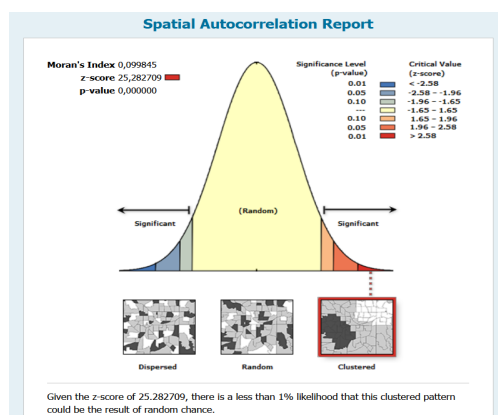 Spatial Autocorrelation Report
Moran's Index 0,099845
z-score 25,282709
p-value 0,000000
Significance Level Critical Value
(p-value) (z-score)
0.01 < -2.58
0.05 -2.58 - -1.96
0.10 -1.96 - -1.65
--- -1.65 - 1.65
0.10 1.65 - 1.96
0.05 1.96 - 2.58
0.01 > 2.58
(Random)
Significant Significant
Dispersed Random Clustered
Given the z-score of 25.282709, there is a less than 1% likelihood that this clustered pattern
could be the result of random chance.